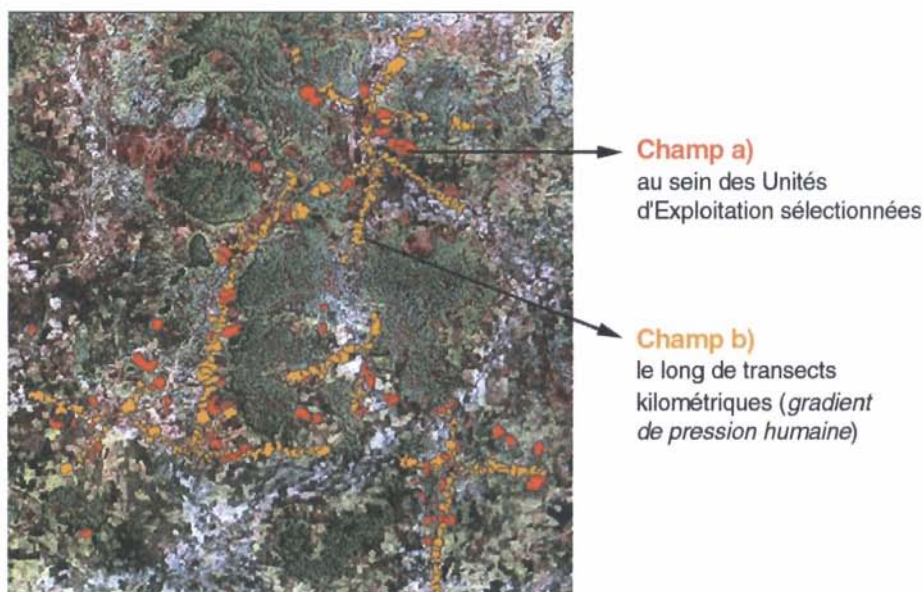 Champ a)
au sein des Unités
d'Exploitation sélectionnées
Champ b)
le long de transects
kilométriques (gradient
de pression humaine)